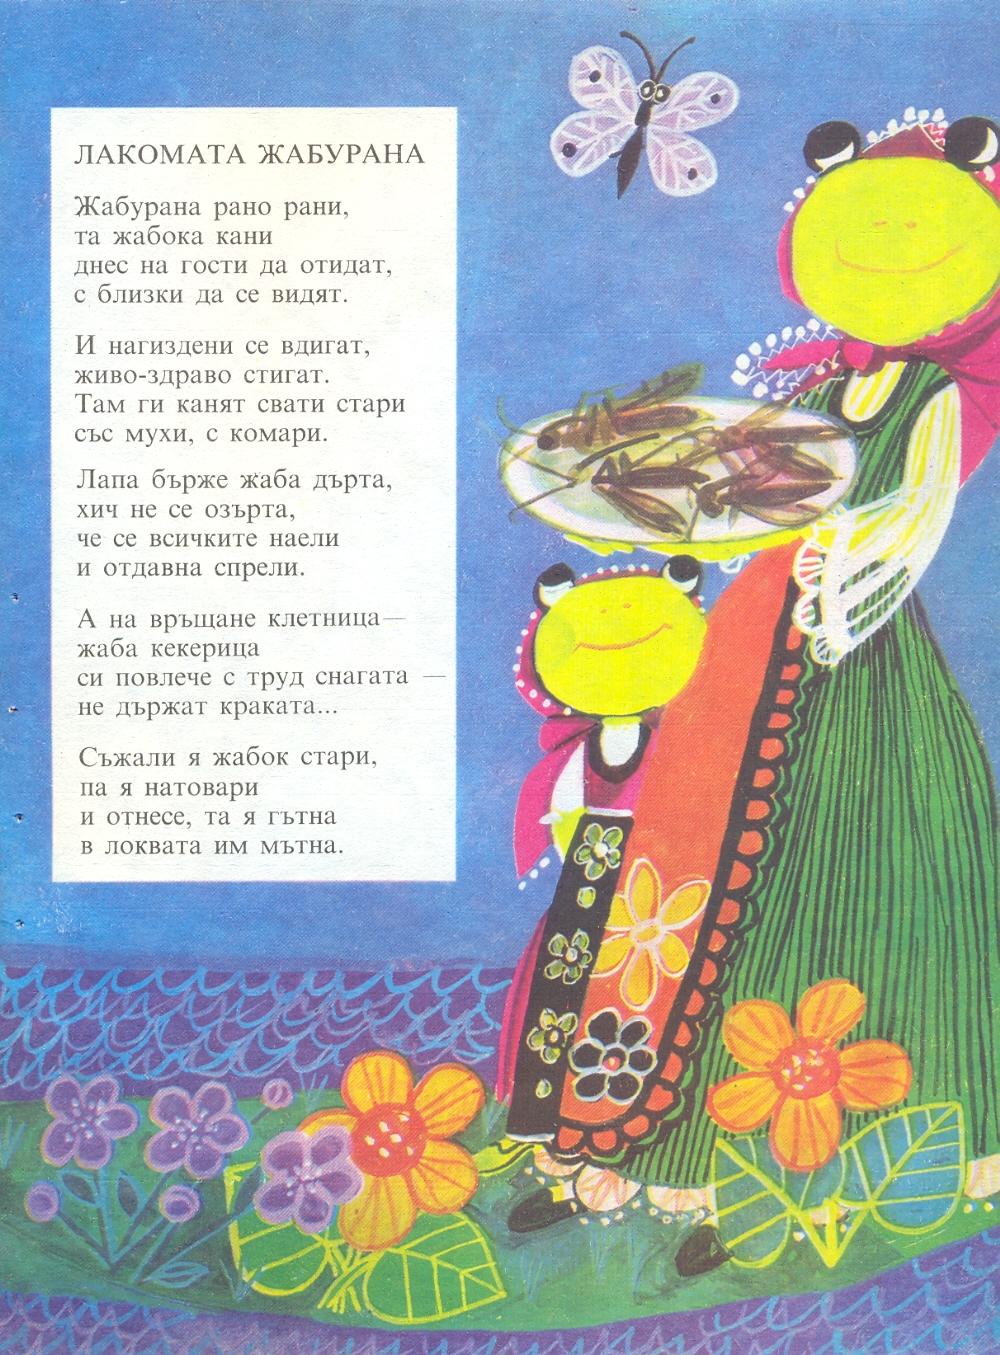 ЛАКОМАТА ЖАБУРАНА
Жабурана рано рани,
та жабока кани
днес на гости да отидат,
с близки да се видят.
И нагиздени се вдигат,
живо-здраво стигат.
Там ги канят свати стари
със мухи, с комари.
Лапа бърже жаба дърта,
хич не се озърта,
че се всичките наели
и отдавна спрели.
А на връщане клетница—
жаба кекерица
си повлече с труд снагата —
не държат краката...
Съжали я жабок стари,
па я натовари
и отнесе, та я гътна
в локвата им мътна.